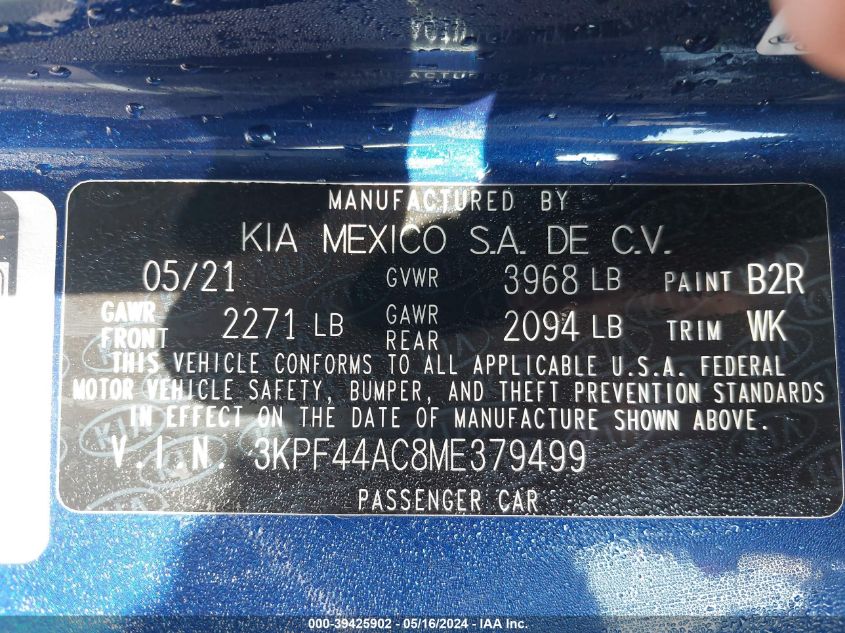 MANUFACTURED BY
KIA MEXICO S.A. DE C.V.
05/21 GVWR 3968 LB PAINT B2R
GAWR FRONT 2271 LB GAWR REAR 2094 LB TRIM WK
THIS VEHICLE CONFORMS TO ALL APPLICABLE U.S.A. FEDERAL
MOTOR VEHICLE SAFETY, BUMPER, AND THEFT PREVENTION STANDARDS
IN EFFECT ON THE DATE OF MANUFACTURE SHOWN ABOVE.
V.I.N. 3KPF44AC8ME379499
PASSENGER CAR
000-39425902 - 05/16/2024 - IAA Inc.